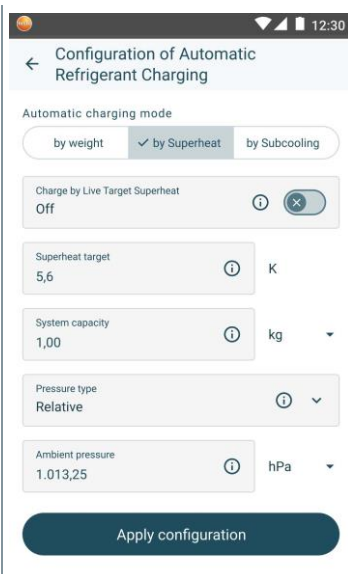 12:30
Configuration of Automatic
Refrigerant Charging
Automatic charging mode
by weight by Superheat by Subcooling
Charge by Live Target Superheat
Off
Superheat target
5,6 K
System capacity
1,00 kg
Pressure type
Relative
Ambient pressure
1.013,25 hPa
Apply configuration